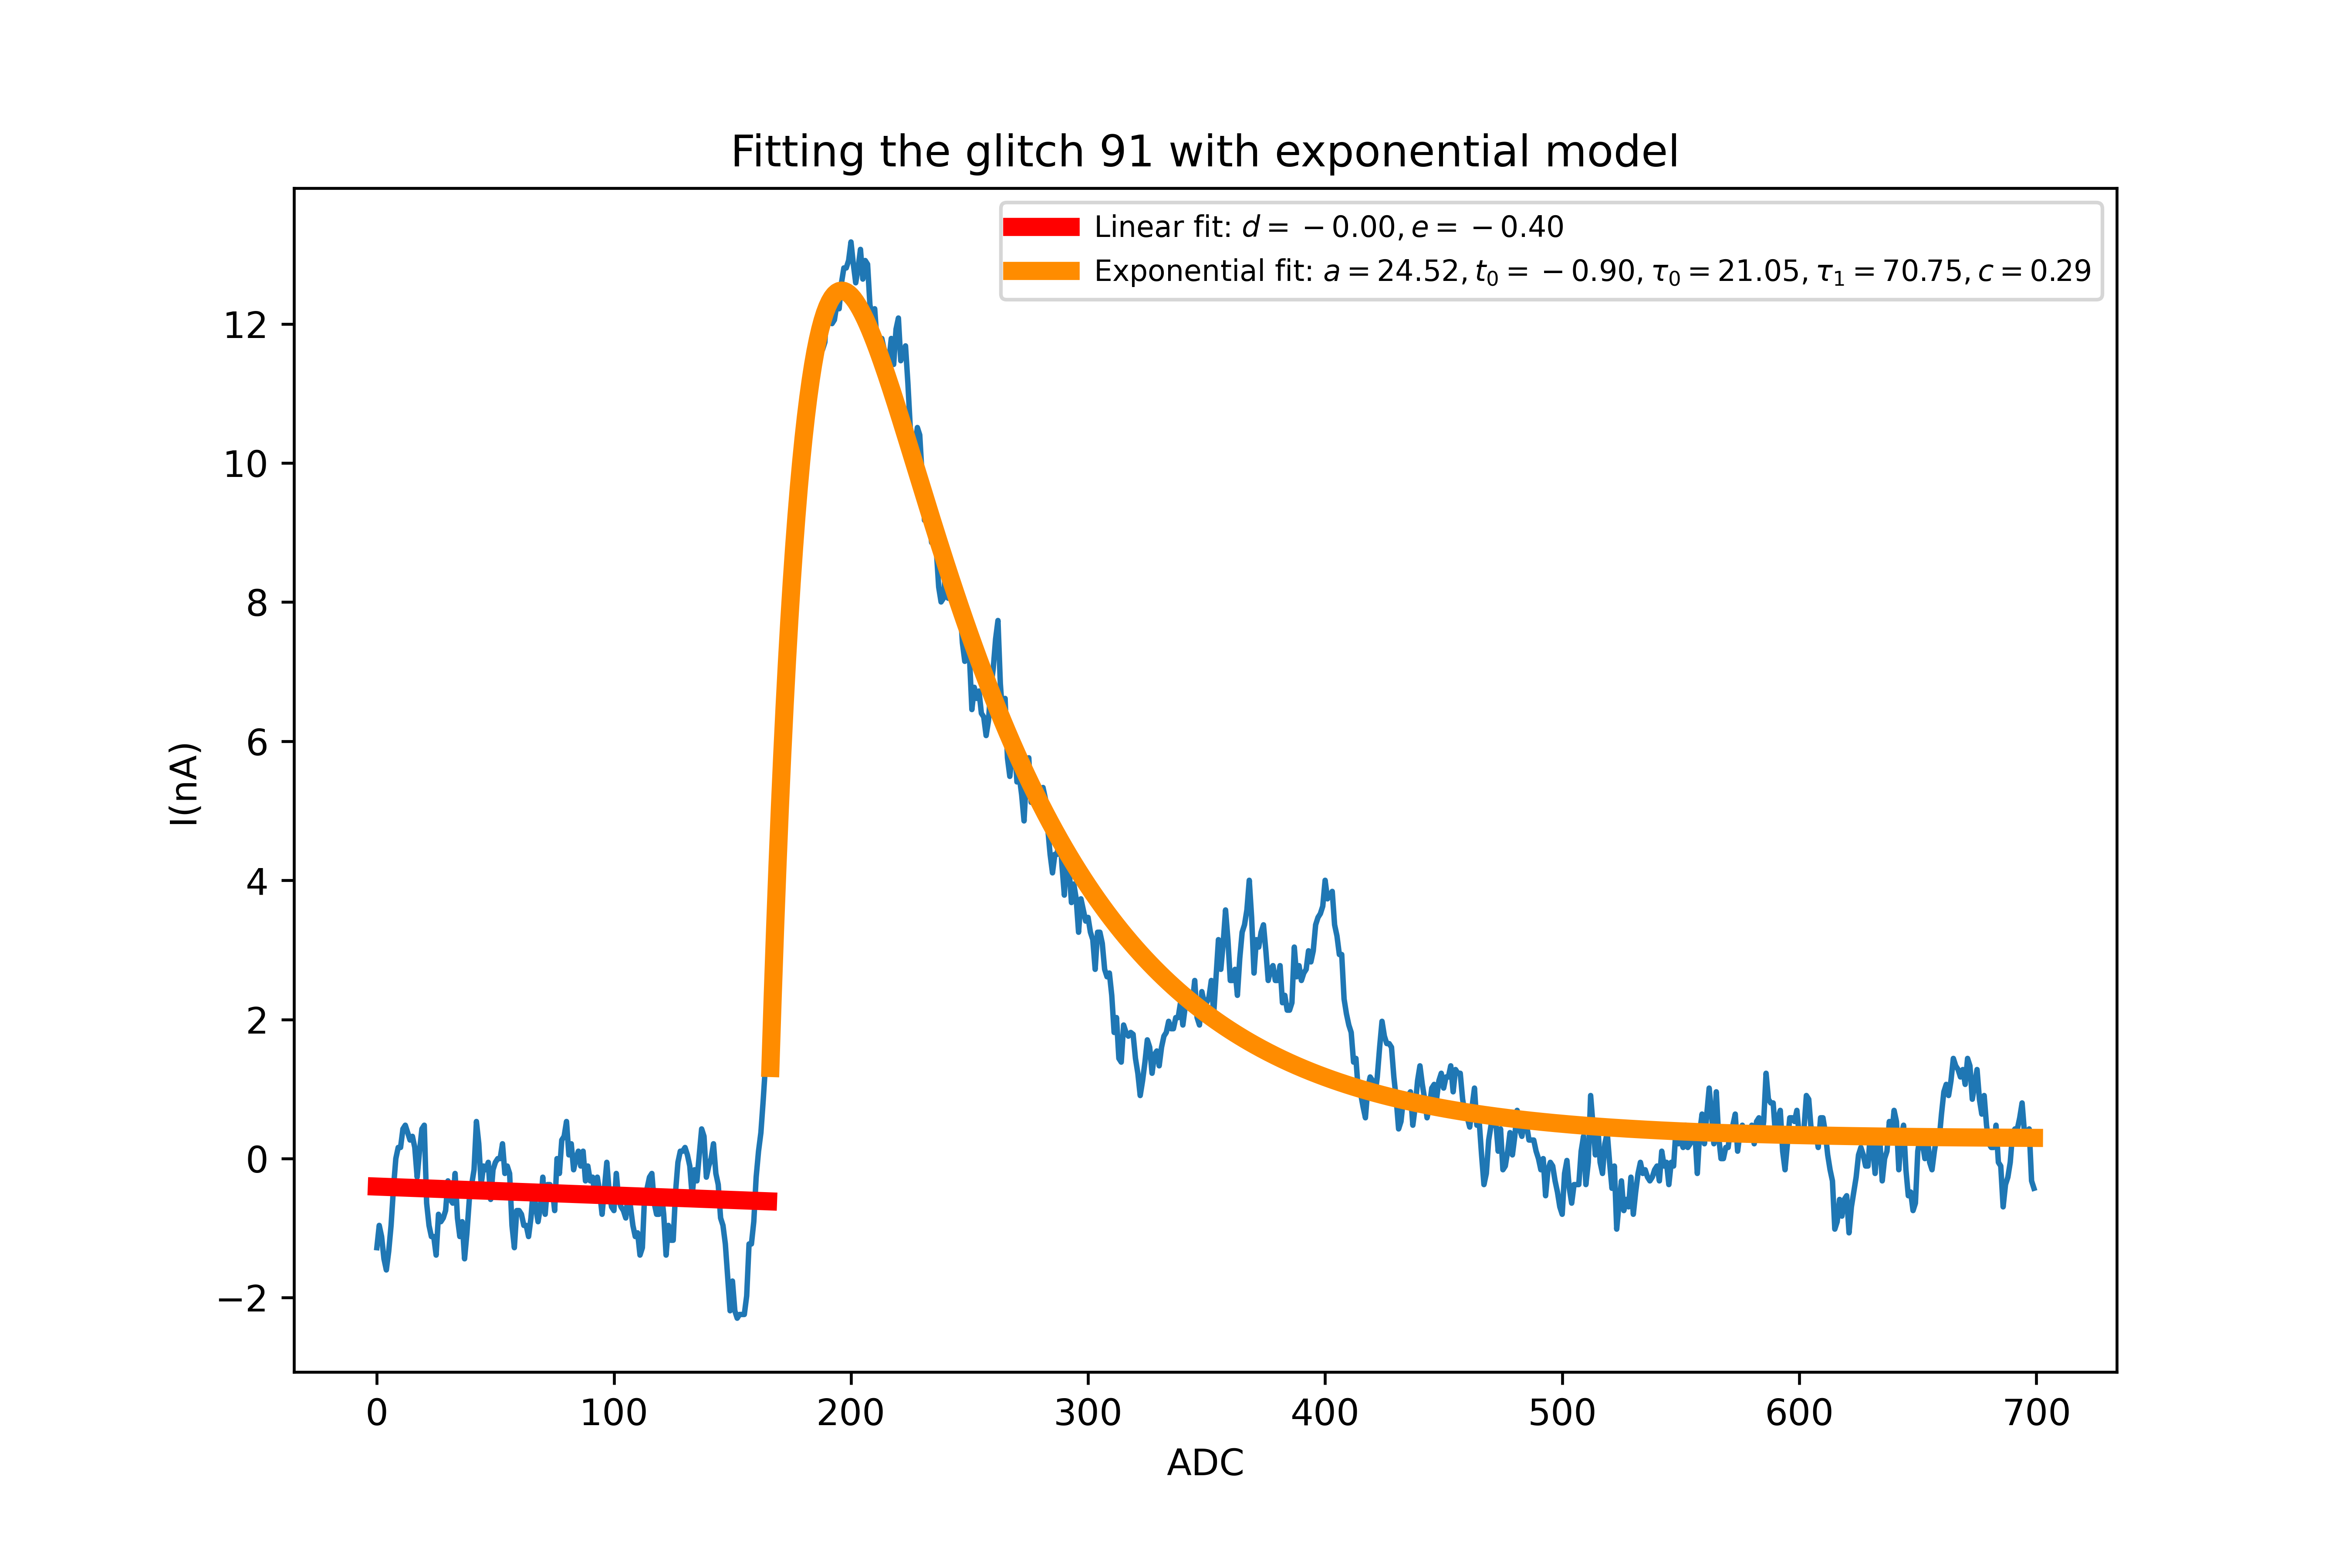 Fitting the glitch 91 with exponential model
Linear fit: d = −0.00, e = −0.40
Exponential fit: a = 24.52, t₀ = −0.90, τ₀ = 21.05, τ₁ = 70.75, c = 0.29
12
10
8
6
4
2
0
−2
I(nA)
0 100 200 300 400 500 600 700
ADC